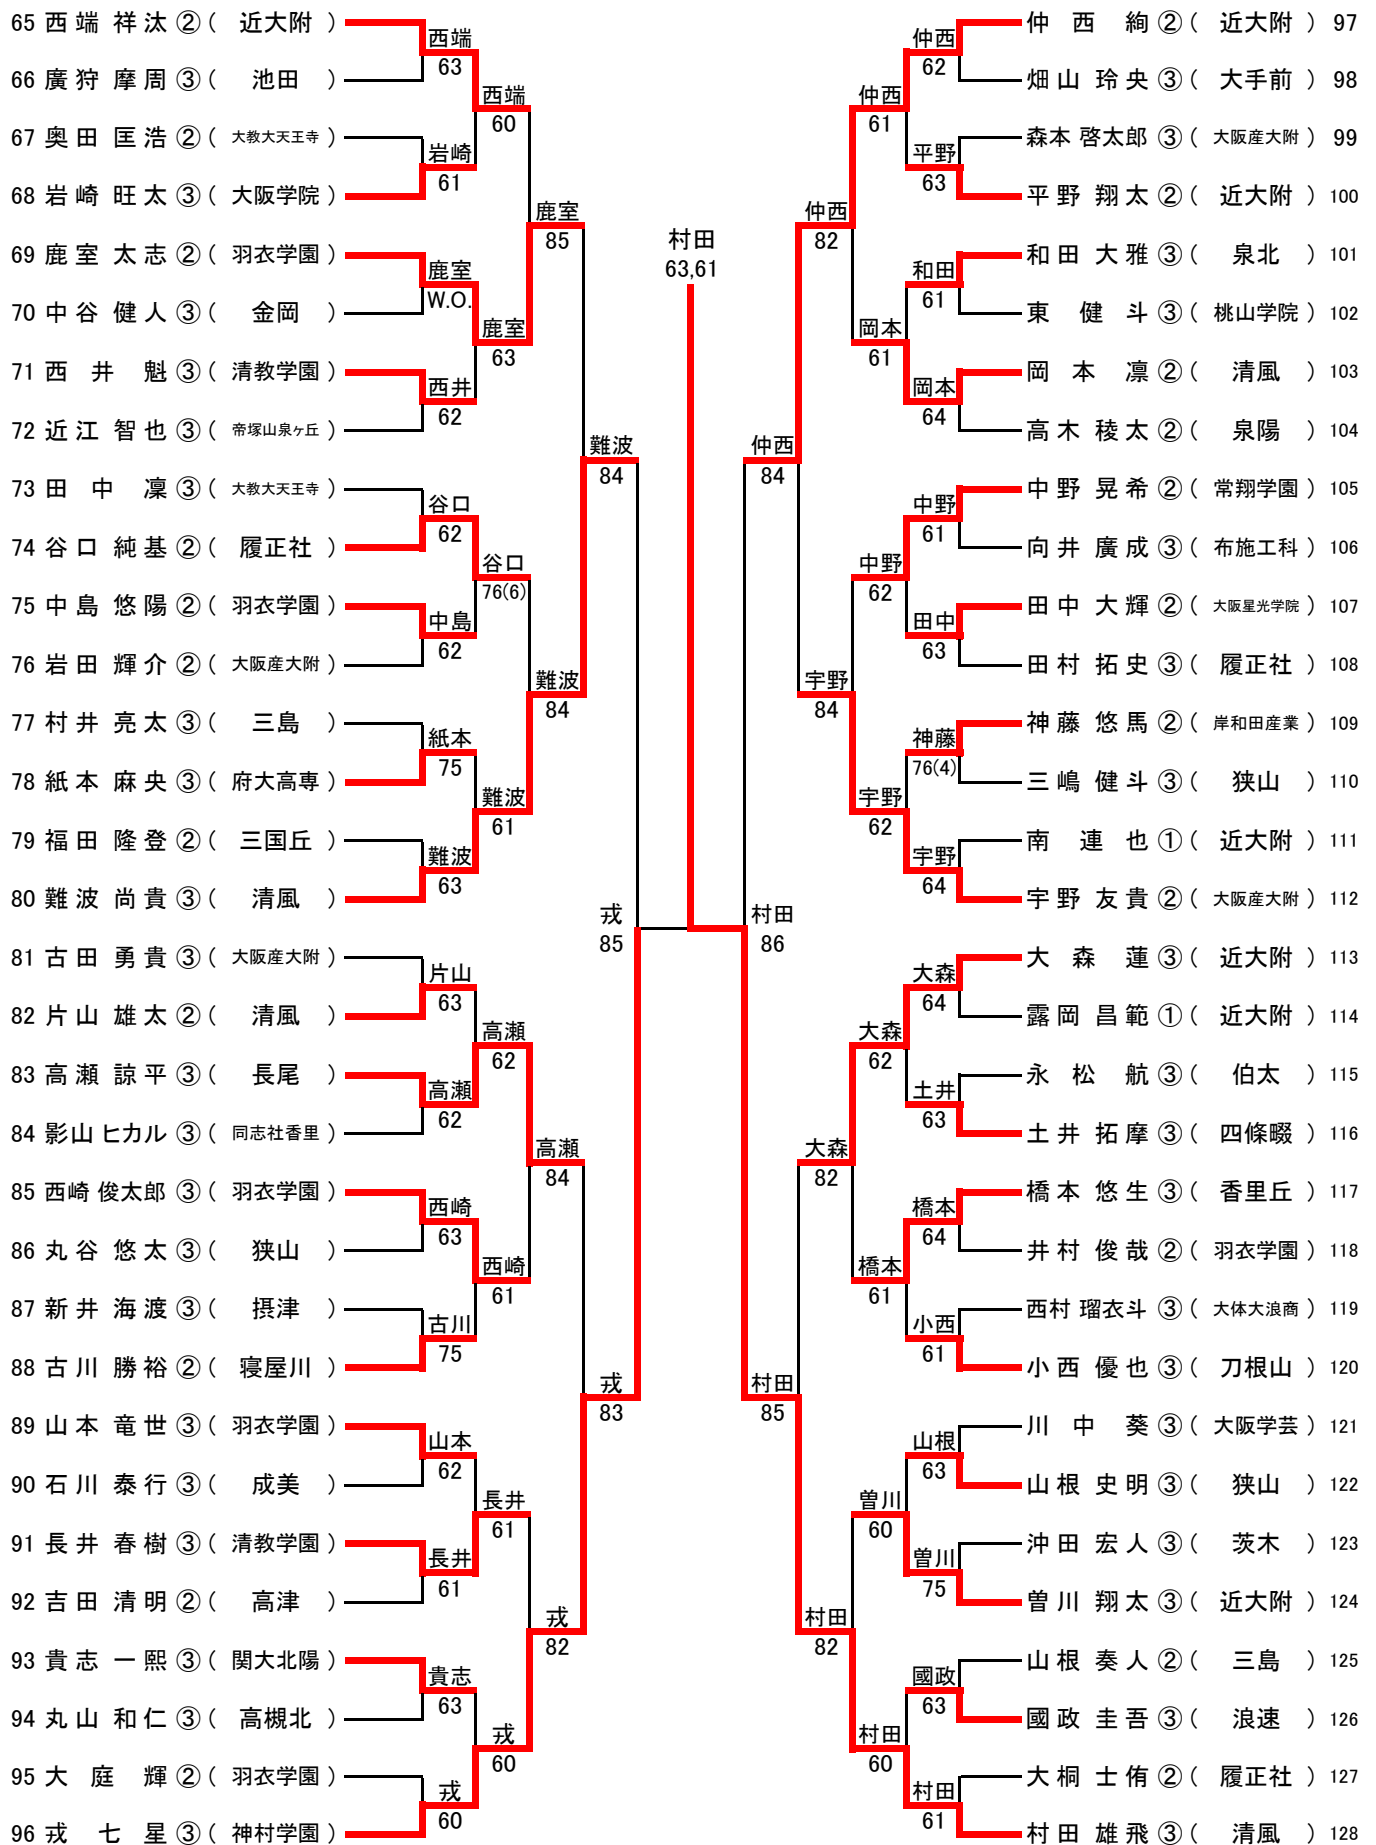 65 西端 祥汰 ② ( 近大附 )
66 廣狩 摩周 ③ ( 池田 )
67 奥田 匡浩 ② ( 大教大天王寺 )
68 岩崎 旺太 ③ ( 大阪学院 )
69 鹿室 太志 ② ( 羽衣学園 )
70 中谷 健人 ③ ( 金岡 )
71 西井 魁 ③ ( 清教学園 )
72 近江 智也 ③ ( 帝塚山泉ヶ丘 )
73 田中 凜 ③ ( 大教大天王寺 )
74 谷口 純基 ② ( 履正社 )
75 中島 悠陽 ② ( 羽衣学園 )
76 岩田 輝介 ② ( 大阪産大附 )
77 村井 亮太 ③ ( 三島 )
78 紙本 麻央 ③ ( 府大高専 )
79 福田 隆登 ② ( 三国丘 )
80 難波 尚貴 ③ ( 清風 )
81 古田 勇貴 ③ ( 大阪産大附 )
82 片山 雄太 ② ( 清風 )
83 高瀬 諒平 ③ ( 長尾 )
84 影山 ヒカル ③ ( 同志社香里 )
85 西崎 俊太郎 ③ ( 羽衣学園 )
86 丸谷 悠太 ③ ( 狭山 )
87 新井 海渡 ③ ( 摂津 )
88 古川 勝裕 ② ( 寝屋川 )
89 山本 竜世 ③ ( 羽衣学園 )
90 石川 泰行 ③ ( 成美 )
91 長井 春樹 ③ ( 清教学園 )
92 吉田 清明 ② ( 高津 )
93 貴志 一熙 ③ ( 関大北陽 )
94 丸山 和仁 ③ ( 高槻北 )
95 大庭 輝 ② ( 羽衣学園 )
96 戎 七星 ③ ( 神村学園 )
西端
63
岩崎
61
鹿室
W.O.
西井
62
谷口
62
中島
62
紙本
75
難波
63
片山
63
高瀬
62
西崎
63
古川
75
山本
62
長井
61
貴志
63
戎
60
西端
60
鹿室
63
谷口
76(6)
難波
61
高瀬
62
西崎
61
長井
61
戎
60
鹿室
85
難波
84
高瀬
84
戎
82
難波
84
戎
83
戎
85
村田
63,61
村田
86
仲西
84
村田
85
仲西
82
宇野
84
大森
82
村田
82
仲西
61
岡本
61
中野
62
宇野
62
大森
62
橋本
61
曽川
60
村田
60
仲西
62
平野
63
和田
61
岡本
64
中野
61
田中
63
神藤
76(4)
宇野
64
大森
64
土井
63
橋本
64
小西
61
山根
63
曽川
75
國政
63
村田
61
仲西 絢 ② ( 近大附 ) 97
畑山 玲央 ③ ( 大手前 ) 98
森本 啓太郎 ③ ( 大阪産大附 ) 99
平野 翔太 ② ( 近大附 ) 100
和田 大雅 ③ ( 泉北 ) 101
東 健斗 ③ ( 桃山学院 ) 102
岡本 凛 ② ( 清風 ) 103
高木 稜太 ② ( 泉陽 ) 104
中野 晃希 ② ( 常翔学園 ) 105
向井 廣成 ③ ( 布施工科 ) 106
田中 大輝 ② ( 大阪星光学院 ) 107
田村 拓史 ③ ( 履正社 ) 108
神藤 悠馬 ② ( 岸和田産業 ) 109
三嶋 健斗 ③ ( 狭山 ) 110
南 連也 ① ( 近大附 ) 111
宇野 友貴 ② ( 大阪産大附 ) 112
大森 蓮 ③ ( 近大附 ) 113
露岡 昌範 ① ( 近大附 ) 114
永松 航 ③ ( 伯太 ) 115
土井 拓摩 ③ ( 四條畷 ) 116
橋本 悠生 ③ ( 香里丘 ) 117
井村 俊哉 ② ( 羽衣学園 ) 118
西村 瑠衣斗 ③ ( 大体大浪商 ) 119
小西 優也 ③ ( 刀根山 ) 120
川中 葵 ③ ( 大阪学芸 ) 121
山根 史明 ③ ( 狭山 ) 122
沖田 宏人 ③ ( 茨木 ) 123
曽川 翔太 ③ ( 近大附 ) 124
山根 奏人 ② ( 三島 ) 125
國政 圭吾 ③ ( 浪速 ) 126
大桐 士侑 ② ( 履正社 ) 127
村田 雄飛 ③ ( 清風 ) 128